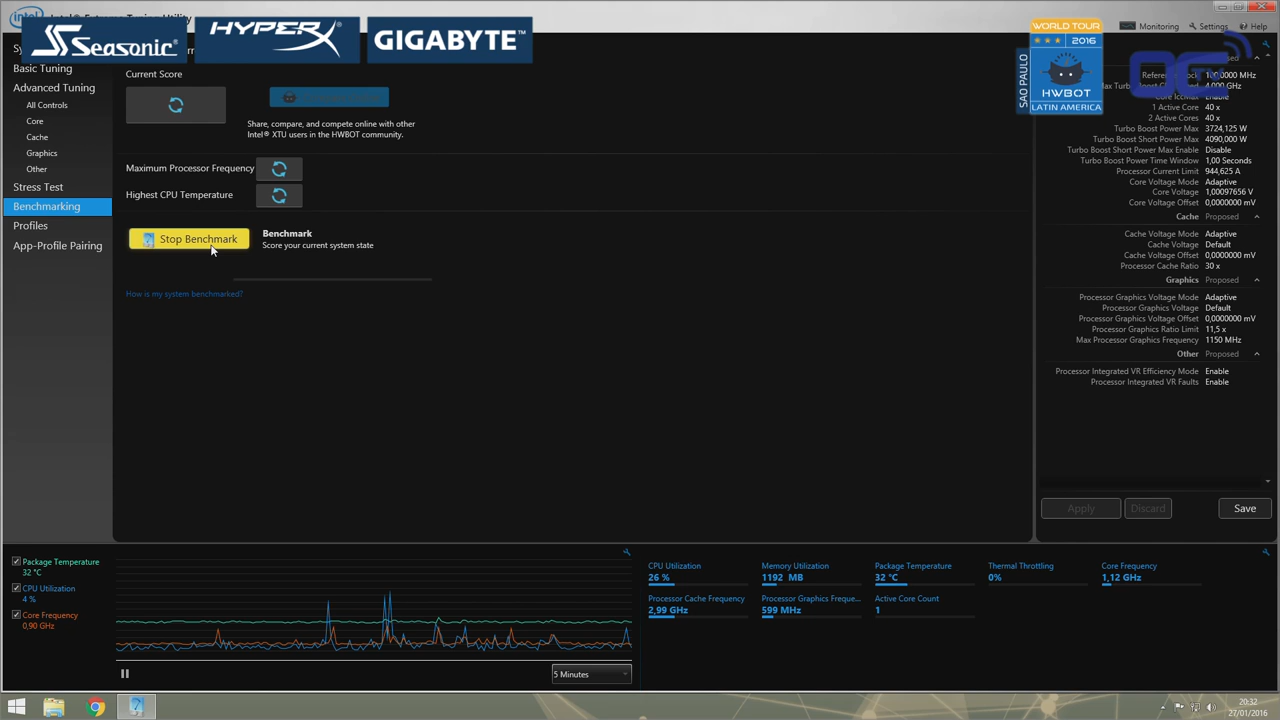 intel
Intel® Extreme Tuning Utility
Seasonic®
HYPERX
GIGABYTE™
WORLD TOUR
2016
SAO PAULO
HWBOT
LATIN AMERICA
Monitoring
Settings
Help
Basic Tuning
Advanced Tuning
All Controls
Core
Cache
Graphics
Other
Stress Test
Benchmarking
Profiles
App-Profile Pairing
Current Score
Share, compare, and compete online with other
Intel® XTU users in the HWBOT community.
Maximum Processor Frequency
Highest CPU Temperature
Stop Benchmark
Benchmark
Score your current system state
How is my system benchmarked?
1 Active Core 40 x
2 Active Cores 40 x
Turbo Boost Power Max 3724,125 W
Turbo Boost Short Power Max 4090,000 W
Turbo Boost Short Power Max Enable Disable
Turbo Boost Power Time Window 1,00 Seconds
Processor Current Limit 944,625 A
Core Voltage Mode Adaptive
Core Voltage 1,00097656 V
Core Voltage Offset 0,0000000 mV
Cache Proposed
Cache Voltage Mode Adaptive
Cache Voltage Default
Cache Voltage Offset 0,0000000 mV
Processor Cache Ratio 30 x
Graphics Proposed
Processor Graphics Voltage Mode Adaptive
Processor Graphics Voltage Default
Processor Graphics Voltage Offset 0,0000000 mV
Processor Graphics Ratio Limit 11,5 x
Max Processor Graphics Frequency 1150 MHz
Other Proposed
Processor Integrated VR Efficiency Mode Enable
Processor Integrated VR Faults Enable
Apply
Discard
Save
Package Temperature
32 °C
CPU Utilization
4 %
Core Frequency
0,90 GHz
5 Minutes
CPU Utilization
26 %
Memory Utilization
1192 MB
Package Temperature
32 °C
Thermal Throttling
0%
Core Frequency
1,12 GHz
Processor Cache Frequency
2,99 GHz
Processor Graphics Freque...
599 MHz
Active Core Count
1
20:32
27/01/2016